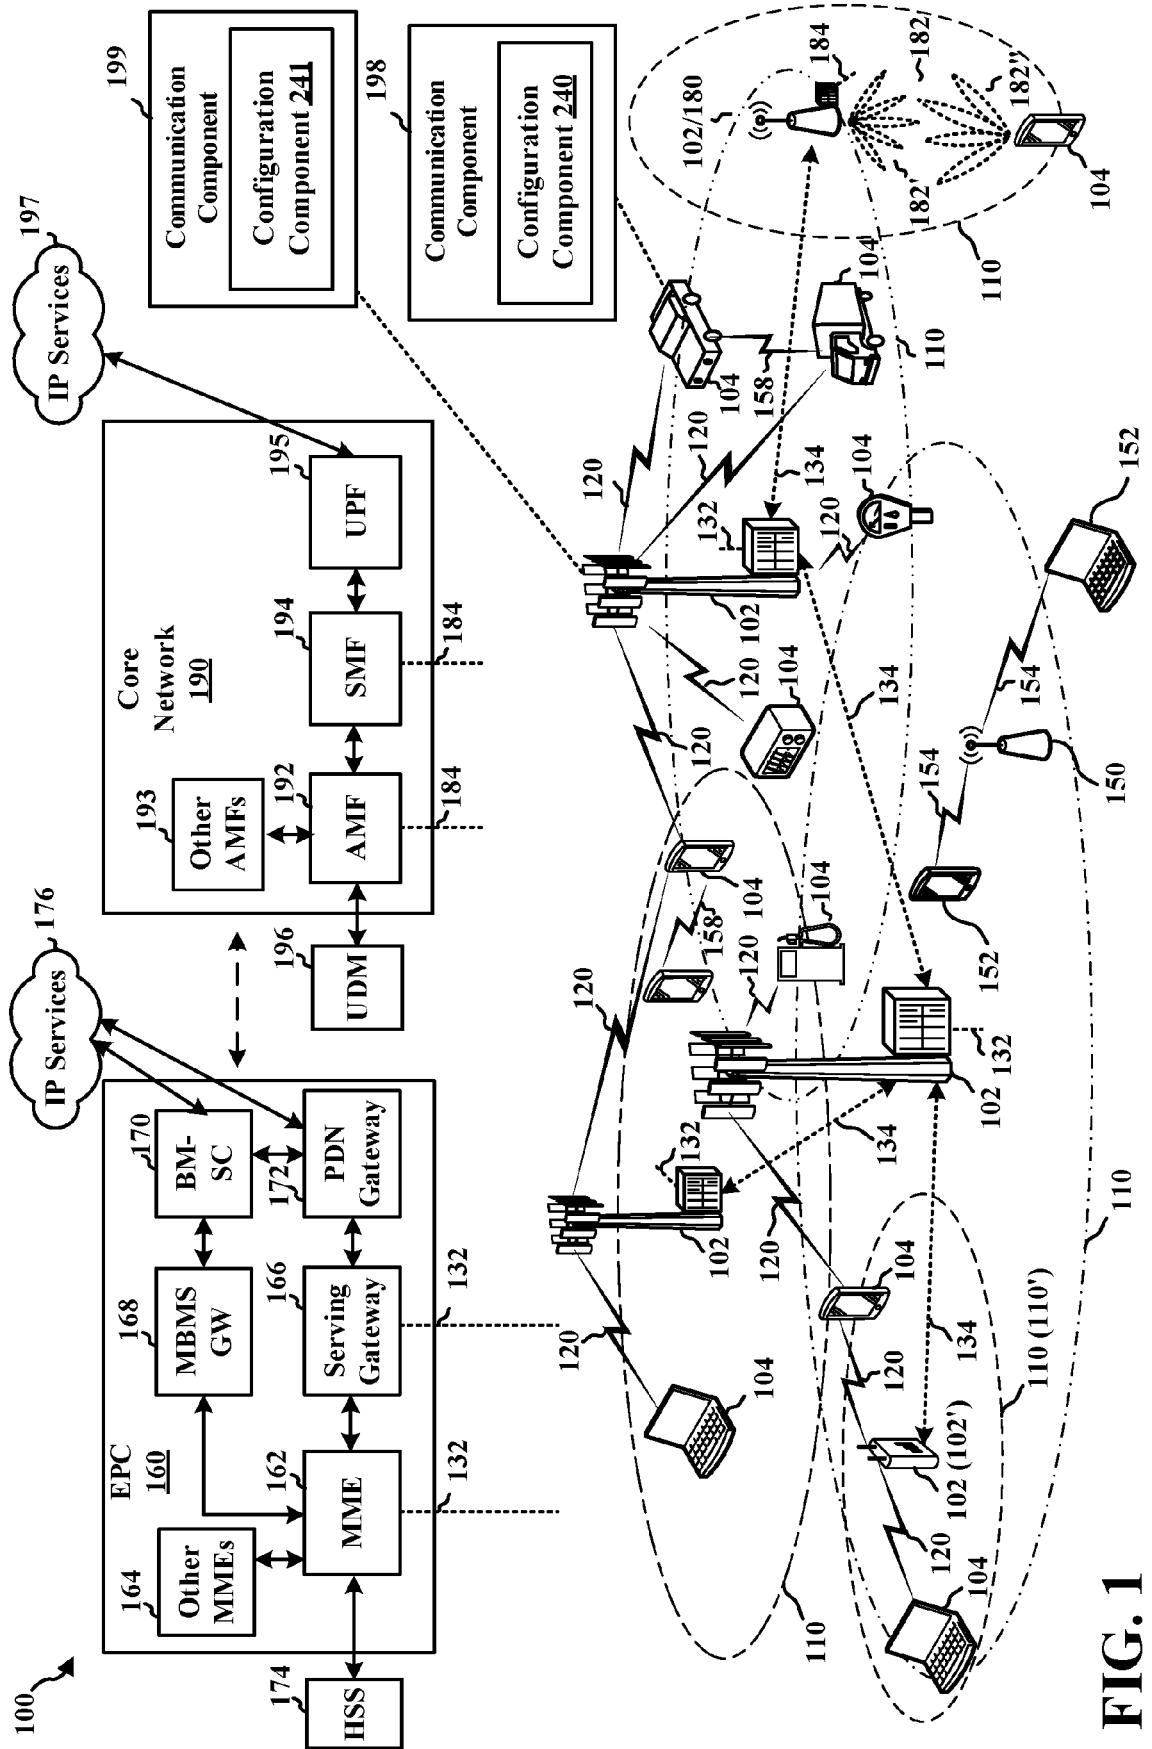 100
EPC
160
Other
MMEs
164
MME
162
HSS
174
MBMS
GW
168
Serving
Gateway
166
BM-
SC
170
PDN
Gateway
172
132
132
IP Services
176
UDM
196
Core
Network
190
Other
AMFs
193
AMF
192
SMF
194
UPF
195
184
184
IP Services
197
Communication
Component
199
Configuration
Component 241
Communication
Component
198
Configuration
Component 240
120
104
110
120
102
132
134
120
158
104
120
120
104
120
102
132
134
120
120
104
158
104
110
102/180
184
182
182'
182''
104
110
120
104
134
120
104
102
132
134
120
104
120
102 (102')
134
110 (110')
120
104
110
152
154
150
154
152
FIG. 1